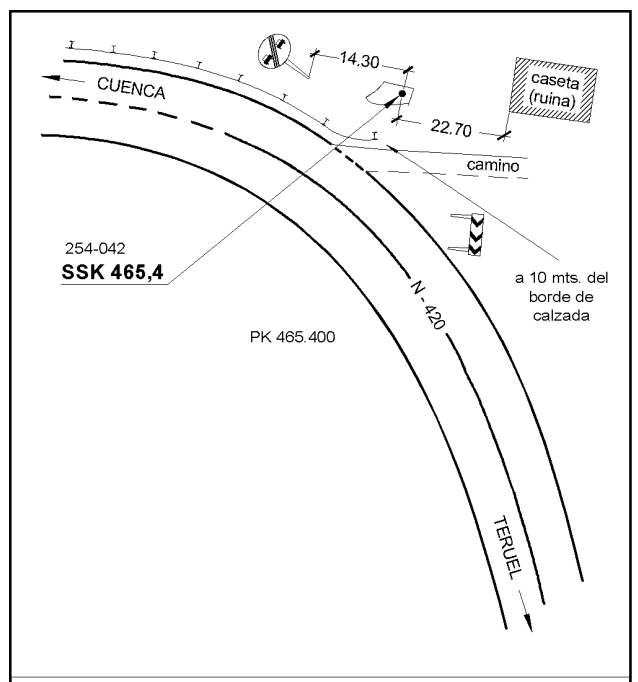 14.30
CUENCA
caseta
(ruina)
22.70
camino
254-042
SSK 465,4
a 10 mts. del
borde de
calzada
N - 420
PK 465.400
TERUEL